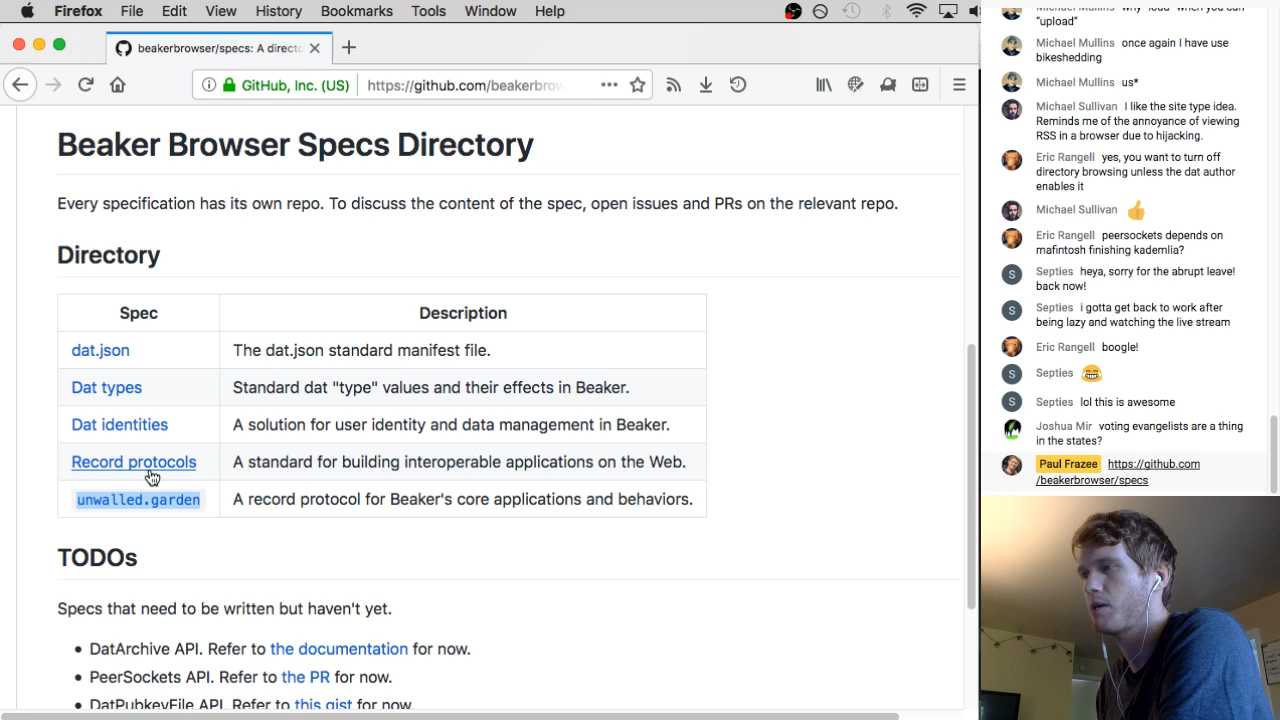 Firefox File Edit View History Bookmarks Tools Window Help
beakerbrowser/specs: A directo
GitHub, Inc. (US) https://github.com/beakerbrow
Beaker Browser Specs Directory
Every specification has its own repo. To discuss the content of the spec, open issues and PRs on the relevant repo.
Directory
Spec Description
dat.json The dat.json standard manifest file.
Dat types Standard dat "type" values and their effects in Beaker.
Dat identities A solution for user identity and data management in Beaker.
Record protocols A standard for building interoperable applications on the Web.
unwalled.garden A record protocol for Beaker's core applications and behaviors.
TODOs
Specs that need to be written but haven't yet.
• DatArchive API. Refer to the documentation for now.
• PeerSockets API. Refer to the PR for now.
• DatPubkeyFile API. Refer to this gist for now.
"upload"
Michael Mullins once again I have use
bikeshedding
Michael Mullins us*
Michael Sullivan I like the site type idea.
Reminds me of the annoyance of viewing
RSS in a browser due to hijacking.
Eric Rangell yes, you want to turn off
directory browsing unless the dat author
enables it
Michael Sullivan 👍
Eric Rangell peersockets depends on
mafintosh finishing kademlia?
S Septies heya, sorry for the abrupt leave!
back now!
S Septies i gotta get back to work after
being lazy and watching the live stream
Eric Rangell boogle!
S Septies 😂
S Septies lol this is awesome
Joshua Mir voting evangelists are a thing
in the states?
Paul Frazee https://github.com
/beakerbrowser/specs